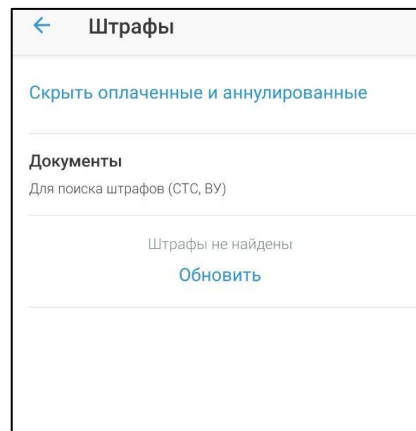 Штрафы
Скрыть оплаченные и аннулированные
Документы
Для поиска штрафов (СТС, ВУ)
Штрафы не найдены
Обновить